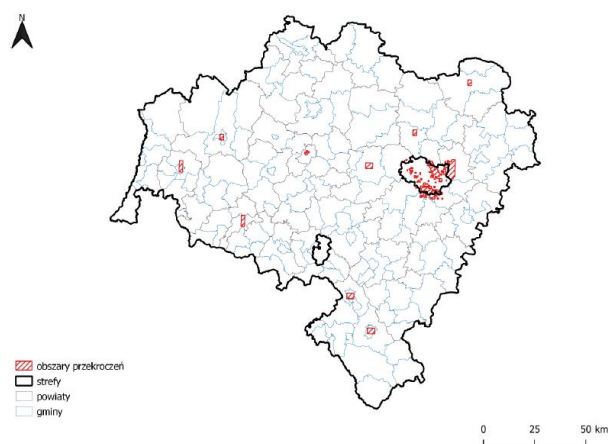 N
obszary przekroczeń
strefy
powiaty
gminy
0 25 50 km